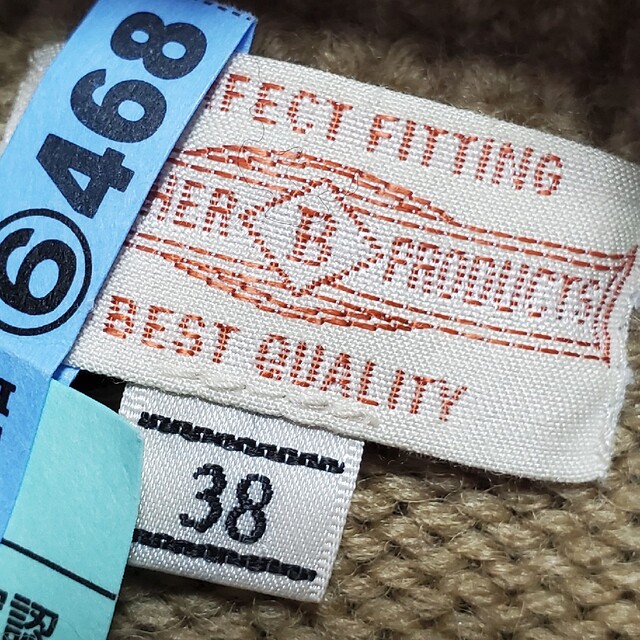 ⑥468
FECT FITTING
HER B PRODUCTS
BEST QUALITY
38